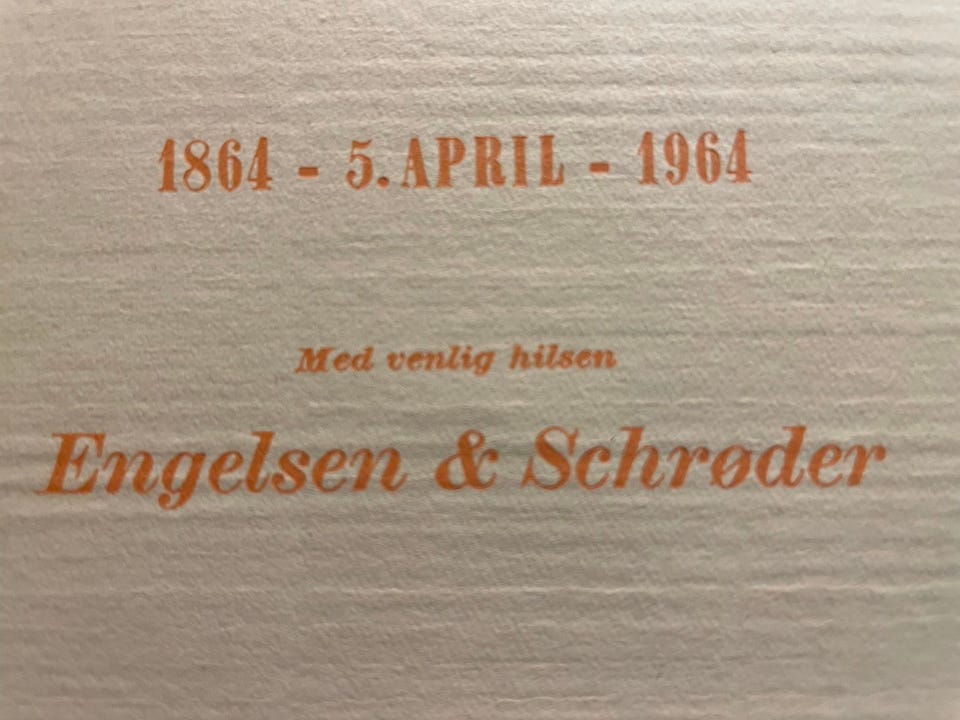 1864 - 5. APRIL - 1964
Med venlig hilsen
Engelsen & Schrøder